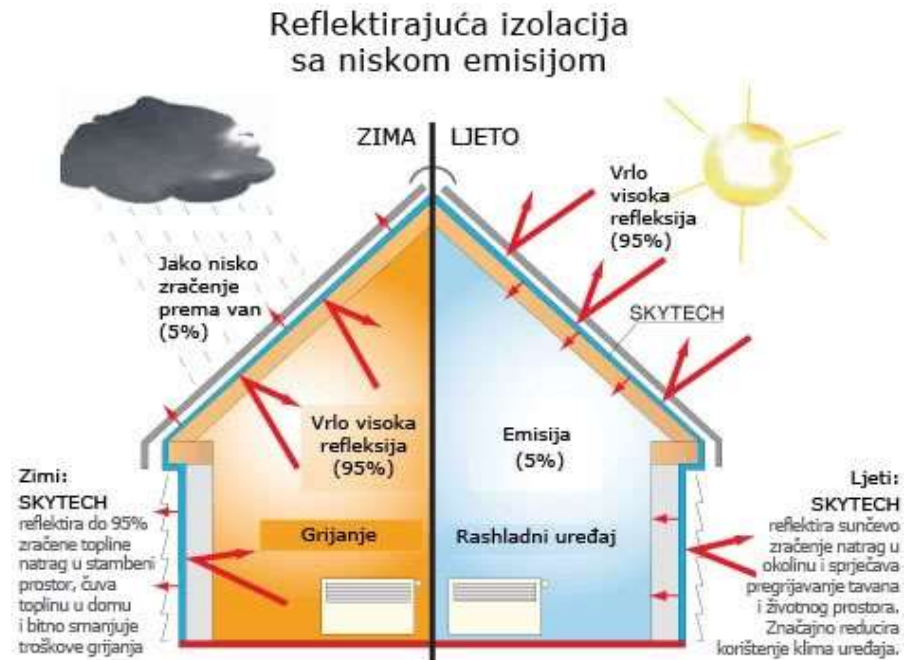 Reflektirajuća izolacija
sa niskom emisijom
ZIMA
LJETO
Vrlo
visoka
refleksija
(95%)
Jako nisko
zračenje
prema van
(5%)
SKYTECH
Vrlo visoka
refleksija
(95%)
Emisija
(5%)
Grijanje
Rashladni uređaj
Zimi:
SKYTECH
reflektira do 95%
zračene topline
natrag u stambeni
prostor, čuva
toplinu u domu
i bitno smanjuje
troškove grijanja
Ljeti:
SKYTECH
reflektira sunčevo
zračenje natrag u
okolinu i sprječava
pregrijavanje tavana
i životnog prostora.
Značajno reducira
korištenje klima uređaja.